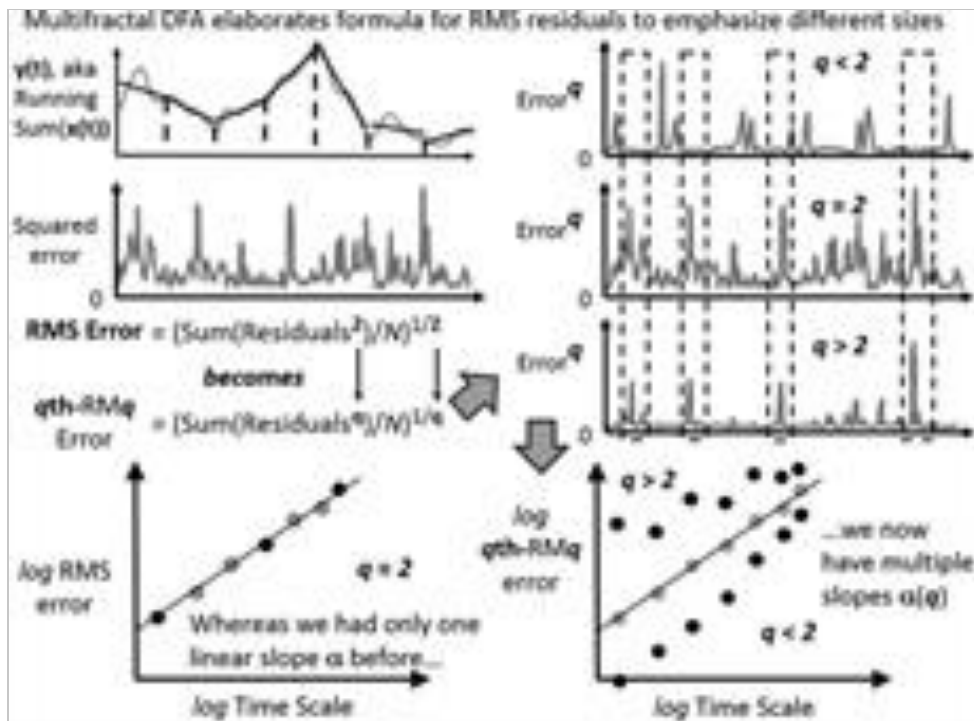 Multifractal DFA elaborates formula for RMS residuals to emphasize different sizes
y(t), aka
Running
Sum(x(t))
Squared
error
0
RMS Error = (Sum(Residuals²)/N)^1/2
becomes
qth-RMq
Error
= (Sum(Residuals^q)/N)^1/q
Error^q
q < 2
0
Error^q
q = 2
0
Error^q
q > 2
0
log RMS
error
q = 2
Whereas we had only one
linear slope α before...
log Time Scale
log
qth-RMq
error
q > 2
...we now
have multiple
slopes α(q)
q < 2
log Time Scale